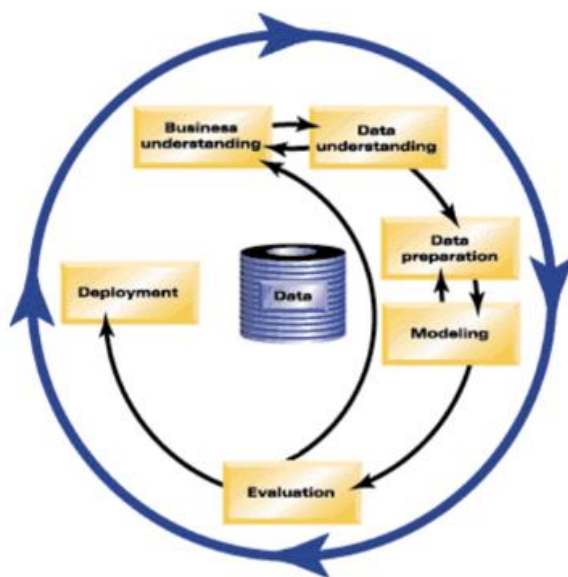 Business
understanding
Data
understanding
Data
preparation
Deployment
Data
Modeling
Evaluation